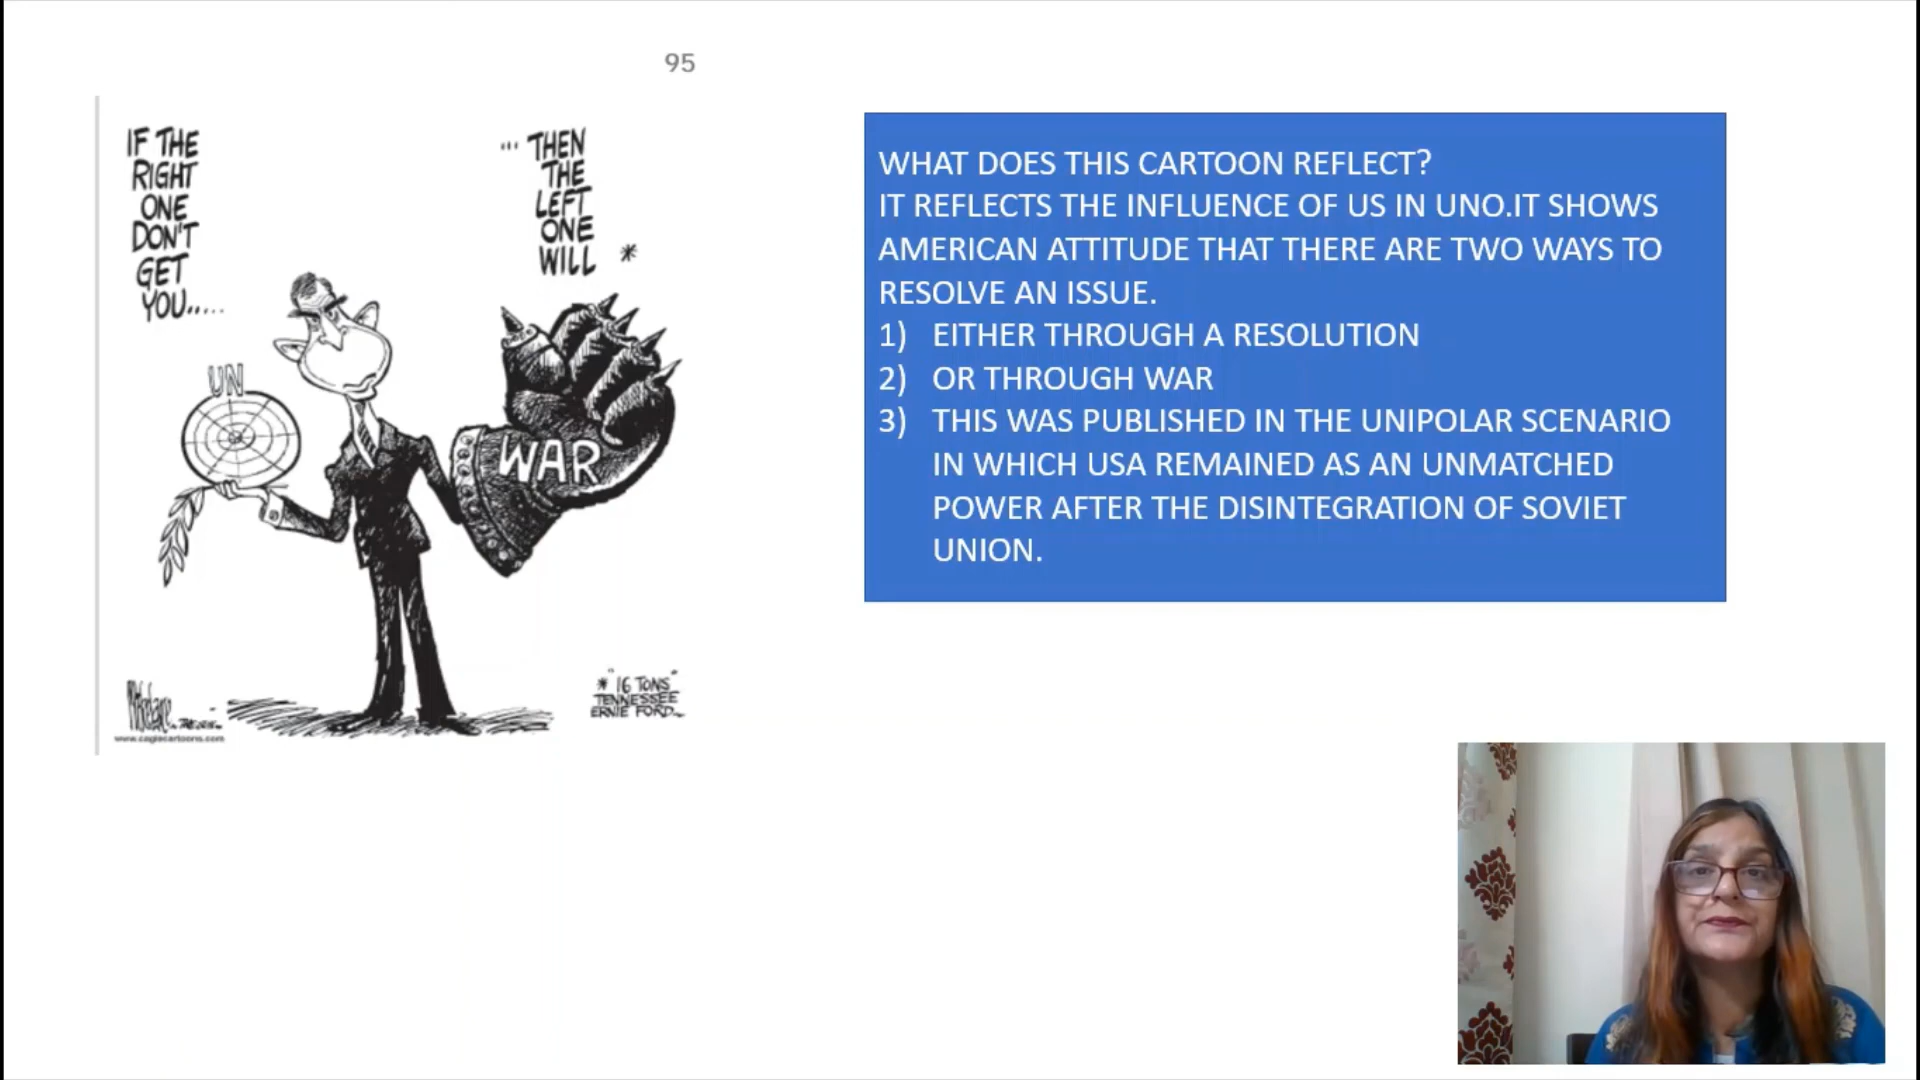 95
IF THE
RIGHT
ONE
DON'T
GET
YOU.....
... THEN
THE
LEFT
ONE
WILL *
UN
WAR
* "16 TONS"
TENNESSEE
ERNIE FORD
www.caglecartoons.com
WHAT DOES THIS CARTOON REFLECT?
IT REFLECTS THE INFLUENCE OF US IN UNO.IT SHOWS
AMERICAN ATTITUDE THAT THERE ARE TWO WAYS TO
RESOLVE AN ISSUE.
1) EITHER THROUGH A RESOLUTION
2) OR THROUGH WAR
3) THIS WAS PUBLISHED IN THE UNIPOLAR SCENARIO
IN WHICH USA REMAINED AS AN UNMATCHED
POWER AFTER THE DISINTEGRATION OF SOVIET
UNION.